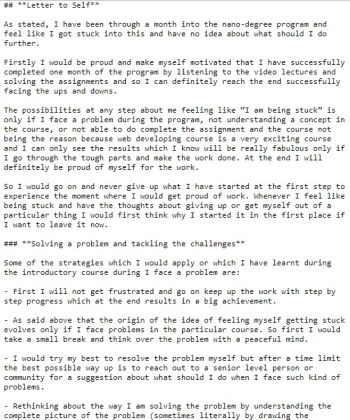 ## **Letter to Self**
As stated, I have been through a month into the nano-degree program and
feel like I got stuck into this and have no idea about what should I do
further.
Firstly I would be proud and make myself motivated that I have successfully
completed one month of the program by listening to the video lectures and
solving the assignments and so I can definitely reach the end successfully
facing the ups and downs.
The possibilities at any step about me feeling like "I am being stuck" is
only if I face a problem during the program, not understanding a concept in
the course, or not able to do complete the assignment and the course not
being the reason because web developing course is a very exciting course
and I can only see the results which I know will be really fabulous only if
I go through the tough parts and make the work done. At the end I will
definitely be proud of myself for the work.
So I would go on and never give up what I have started at the first step to
experience the moment where I would get proud of work. Whenever I feel like
being stuck and have the thoughts about giving up or get myself out of a
particular thing I would first think why I started it in the first place if
I want to leave it now.
### **Solving a problem and tackling the challenges**
Some of the strategies which I would apply or which I have learnt during
the introductory course during I face a problem are:
- First I will not get frustrated and go on keep up the work with step by
step progress which at the end results in a big achievement.
- As said above that the origin of the idea of feeling myself getting stuck
evolves only if I face problems in the particular course. So first I would
take a small break and think over the problem with a peaceful mind.
- I would try my best to resolve the problem myself but after a time limit
the best possible way up is to reach out to a senior level person or
community for a suggestion about what should I do when I face such kind of
problems.
- Rethinking about the way I am solving the problem by understanding the
complete picture of the problem (sometimes literally by drawing the